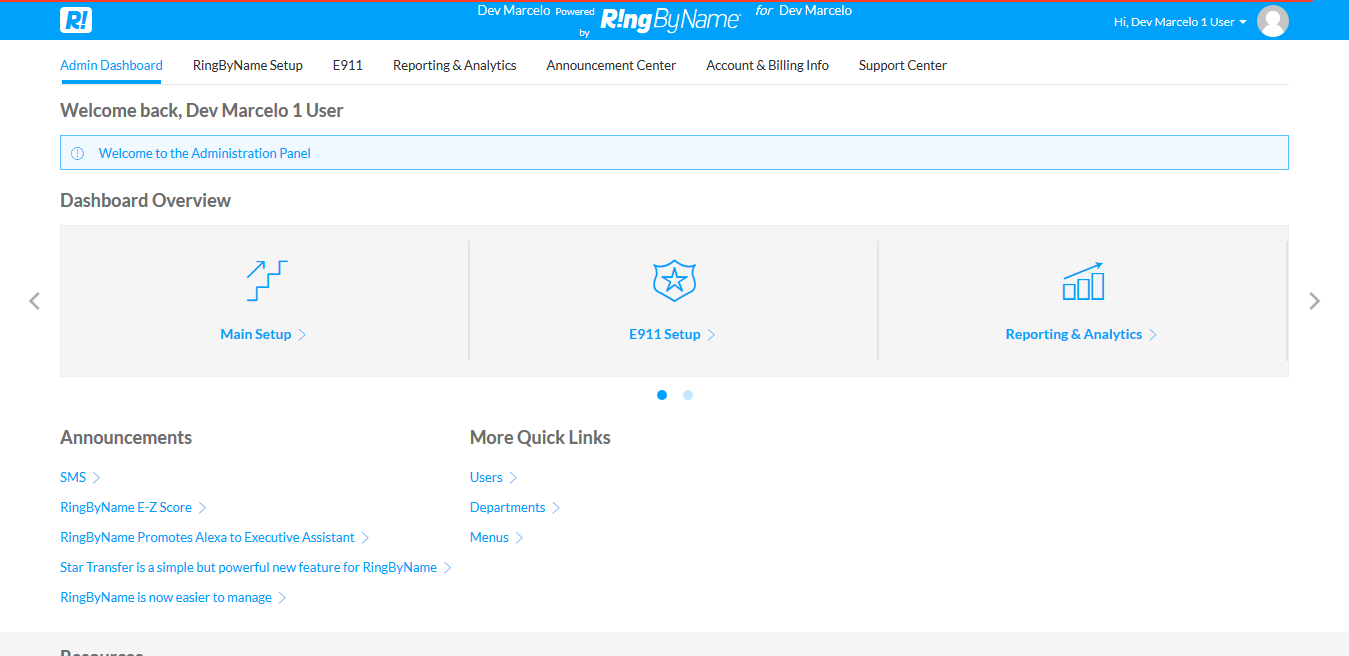 R!
Dev Marcelo Powered by R!ngByName for Dev Marcelo
Hi, Dev Marcelo 1 User
Admin Dashboard
RingByName Setup
E911
Reporting & Analytics
Announcement Center
Account & Billing Info
Support Center
Welcome back, Dev Marcelo 1 User
Welcome to the Administration Panel
Dashboard Overview
Main Setup
E911 Setup
Reporting & Analytics
Announcements
SMS
RingByName E-Z Score
RingByName Promotes Alexa to Executive Assistant
Star Transfer is a simple but powerful new feature for RingByName
RingByName is now easier to manage
More Quick Links
Users
Departments
Menus
Resources